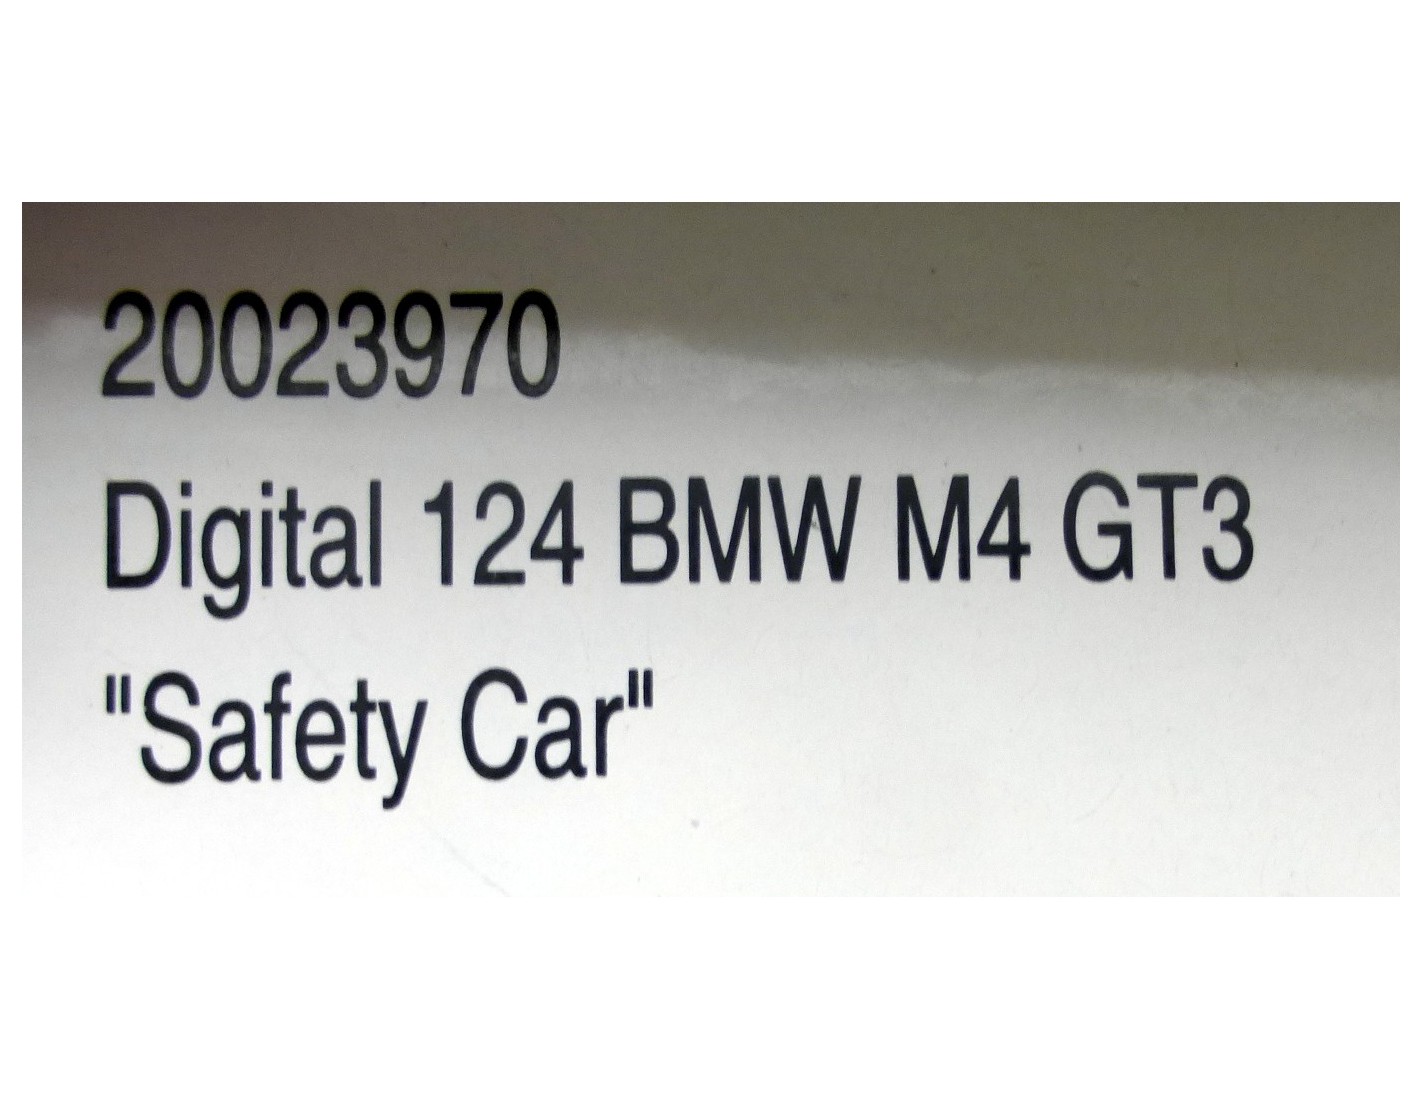 20023970
Digital 124 BMW M4 GT3
"Safety Car"